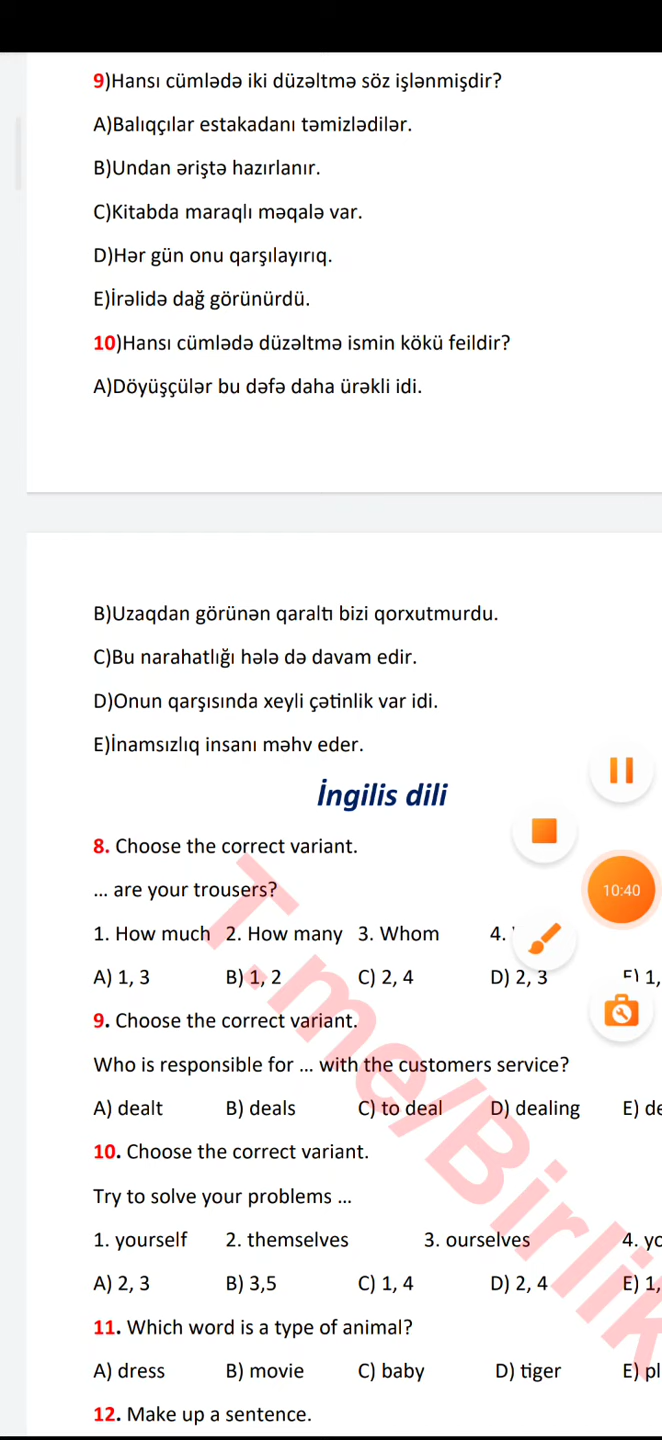 9)Hansı cümlədə iki düzəltmə söz işlənmişdir?
A)Balıqçılar estakadanı təmizlədilər.
B)Undan əriştə hazırlanır.
C)Kitabda maraqlı məqalə var.
D)Hər gün onu qarşılayırıq.
E)İrəlidə dağ görünürdü.
10)Hansı cümlədə düzəltmə ismin kökü feildir?
A)Döyüşçülər bu dəfə daha ürəkli idi.
B)Uzaqdan görünən qaraltı bizi qorxutmurdu.
C)Bu narahatlığı hələ də davam edir.
D)Onun qarşısında xeyli çətinlik var idi.
E)İnamsızlıq insanı məhv eder.
İngilis dili
8. Choose the correct variant.
... are your trousers?
1. How much 2. How many 3. Whom 4.
A) 1, 3 B) 1, 2 C) 2, 4 D) 2, 3 E) 1,
9. Choose the correct variant.
Who is responsible for ... with the customers service?
A) dealt B) deals C) to deal D) dealing E)
10. Choose the correct variant.
Try to solve your problems ...
1. yourself 2. themselves 3. ourselves 4.
A) 2, 3 B) 3,5 C) 1, 4 D) 2, 4 E) 1,
11. Which word is a type of animal?
A) dress B) movie C) baby D) tiger E)
12. Make up a sentence.
T.me/Birlik
10:40